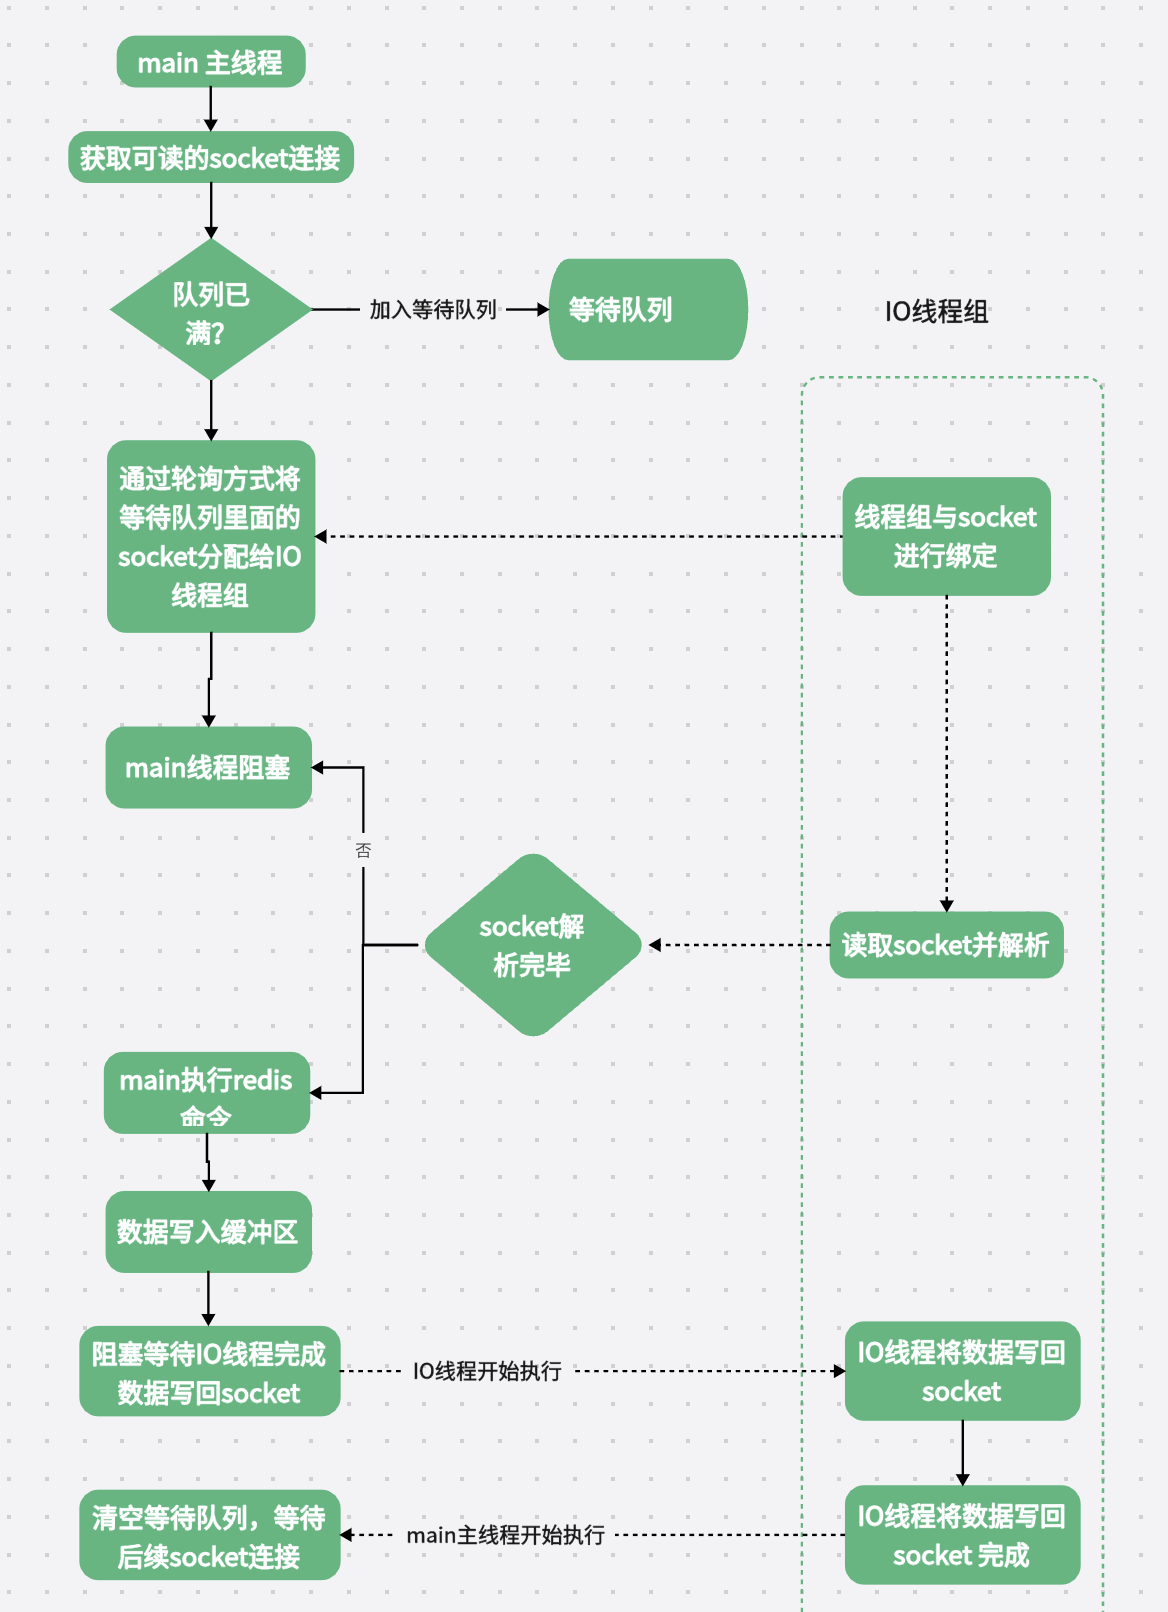 main 主线程
获取可读的socket连接
队列已
满?
加入等待队列
等待队列
IO线程组
通过轮询方式将
等待队列里面的
socket分配给IO
线程组
线程组与socket
进行绑定
main线程阻塞
否
socket解
析完毕
读取socket并解析
main执行redis
命令
数据写入缓冲区
阻塞等待IO线程完成
数据写回socket
IO线程开始执行
IO线程将数据写回
socket
清空等待队列，等待
后续socket连接
main主线程开始执行
IO线程将数据写回
socket 完成